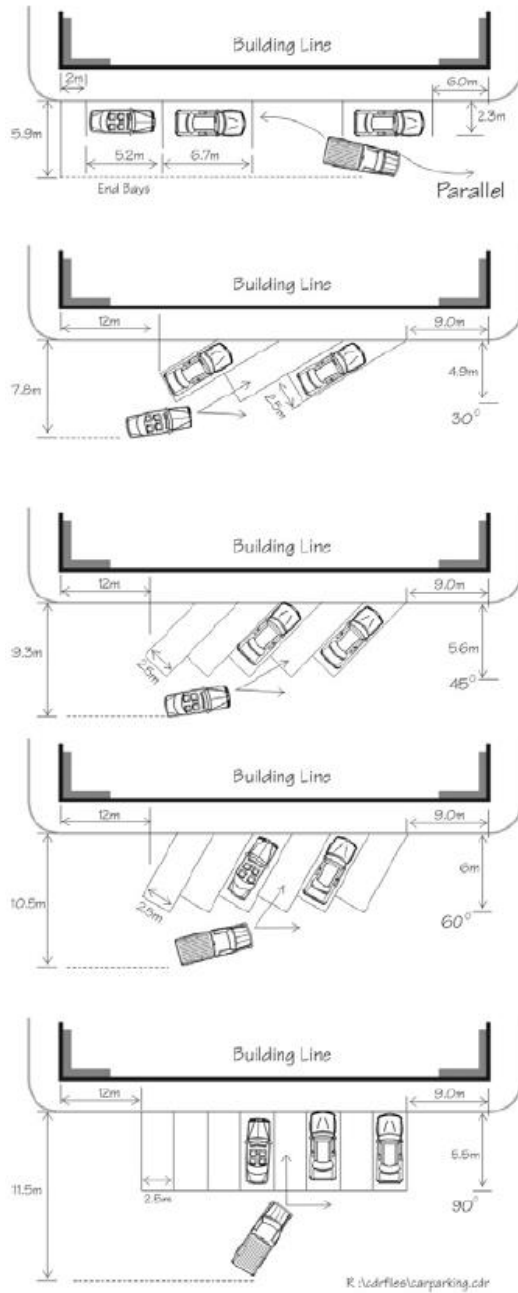 Building Line
2m
6.0m
5.9m
2.3m
5.2m
6.7m
End Bays
Parallel
Building Line
12m
9.0m
7.8m
4.9m
2.5m
30°
Building Line
12m
9.0m
9.3m
5.6m
2.5m
45°
Building Line
12m
9.0m
10.5m
6m
2.5m
60°
Building Line
12m
9.0m
11.5m
5.5m
2.5m
90°
R:\cdrfiles\carparking.cdr